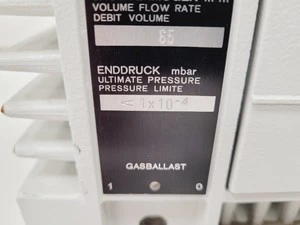 VOLUME FLOW RATE
DEBIT VOLUME
65
ENDDRUCK mbar
ULTIMATE PRESSURE
PRESSURE LIMITE
< 1x10⁻⁴
GASBALLAST
1 0